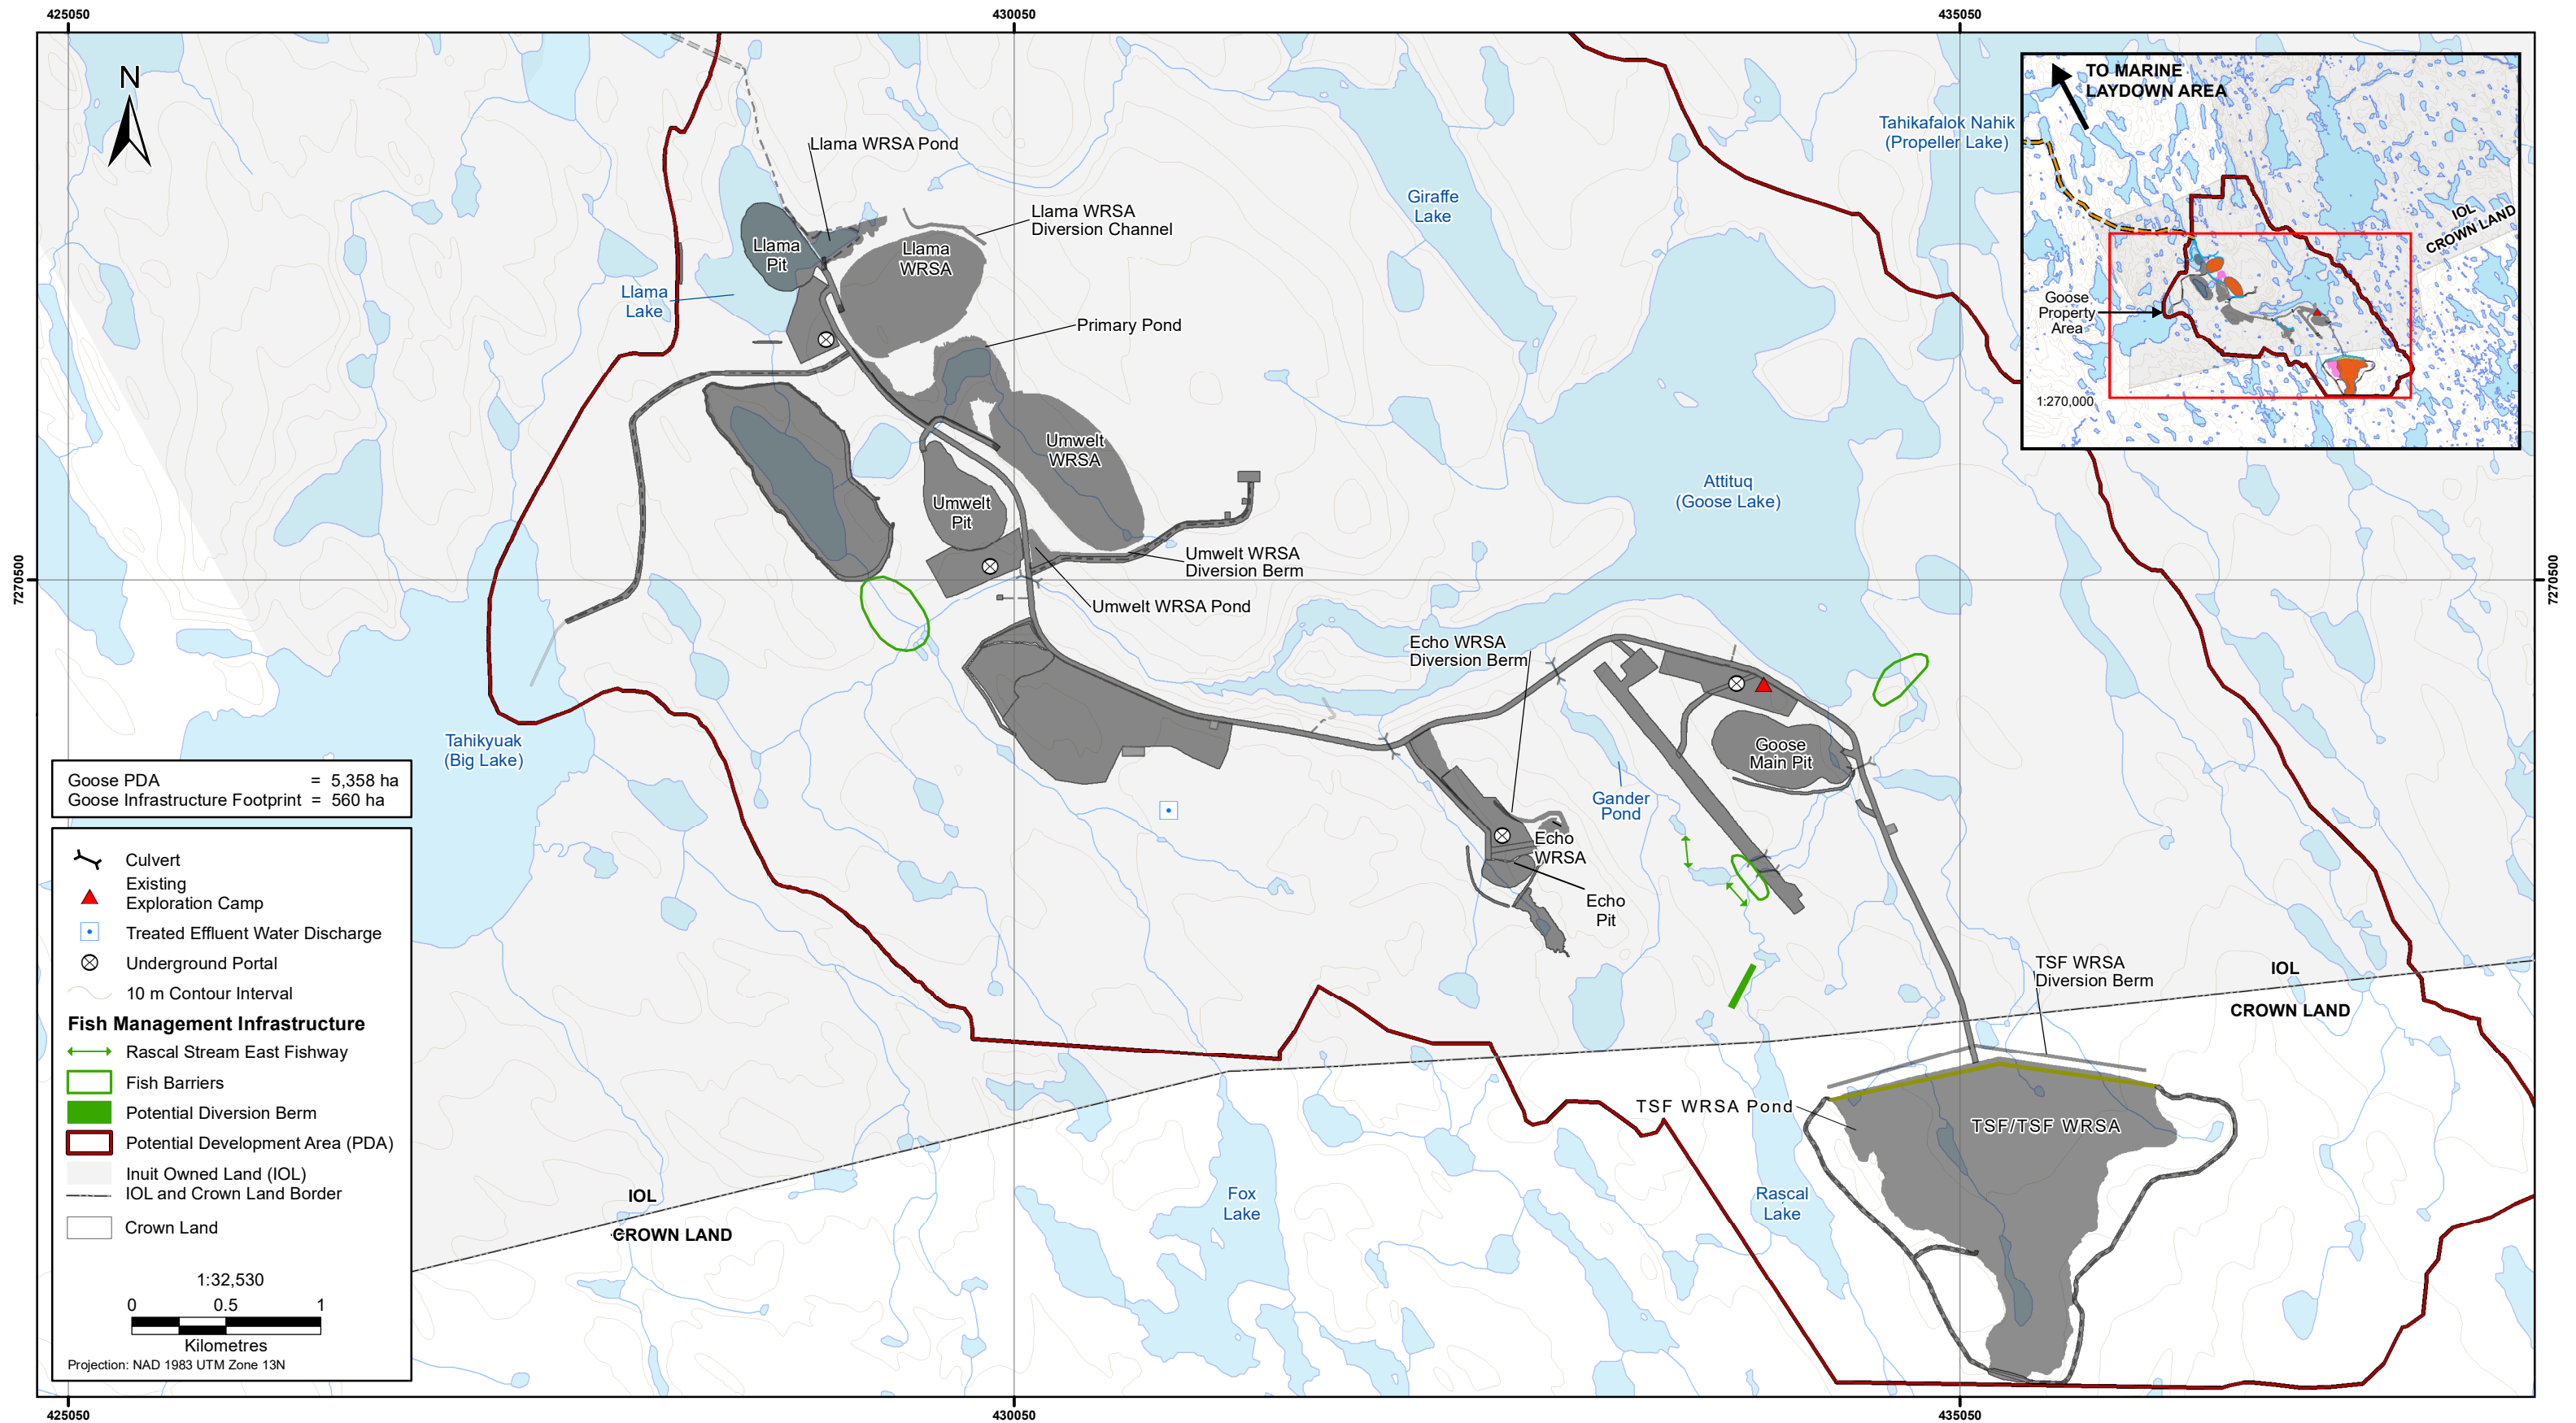 425050
430050
435050
N
TO MARINE
LAYDOWN AREA
IOL
CROWN LAND
Goose
Property
Area
1:270,000
Llama WRSA Pond
Tahikafalok Nahik
(Propeller Lake)
Giraffe
Lake
Llama WRSA
Diversion Channel
Llama
Pit
Llama
WRSA
Llama
Lake
Primary Pond
Umwelt
WRSA
Umwelt
Pit
Attituq
(Goose Lake)
7270500
7270500
Umwelt WRSA
Diversion Berm
Umwelt WRSA Pond
Echo WRSA
Diversion Berm
Tahikyuak
(Big Lake)
Goose
Main Pit
Gander
Pond
Echo
WRSA
Echo
Pit
TSF WRSA
Diversion Berm
IOL
CROWN LAND
TSF WRSA Pond
TSF/TSF WRSA
IOL
CROWN LAND
Fox
Lake
Rascal
Lake
Goose PDA = 5,358 ha
Goose Infrastructure Footprint = 560 ha
Culvert
Existing
Exploration Camp
Treated Effluent Water Discharge
Underground Portal
10 m Contour Interval
Fish Management Infrastructure
Rascal Stream East Fishway
Fish Barriers
Potential Diversion Berm
Potential Development Area (PDA)
Inuit Owned Land (IOL)
IOL and Crown Land Border
Crown Land
1:32,530
0 0.5 1
Kilometres
Projection: NAD 1983 UTM Zone 13N
425050
430050
435050